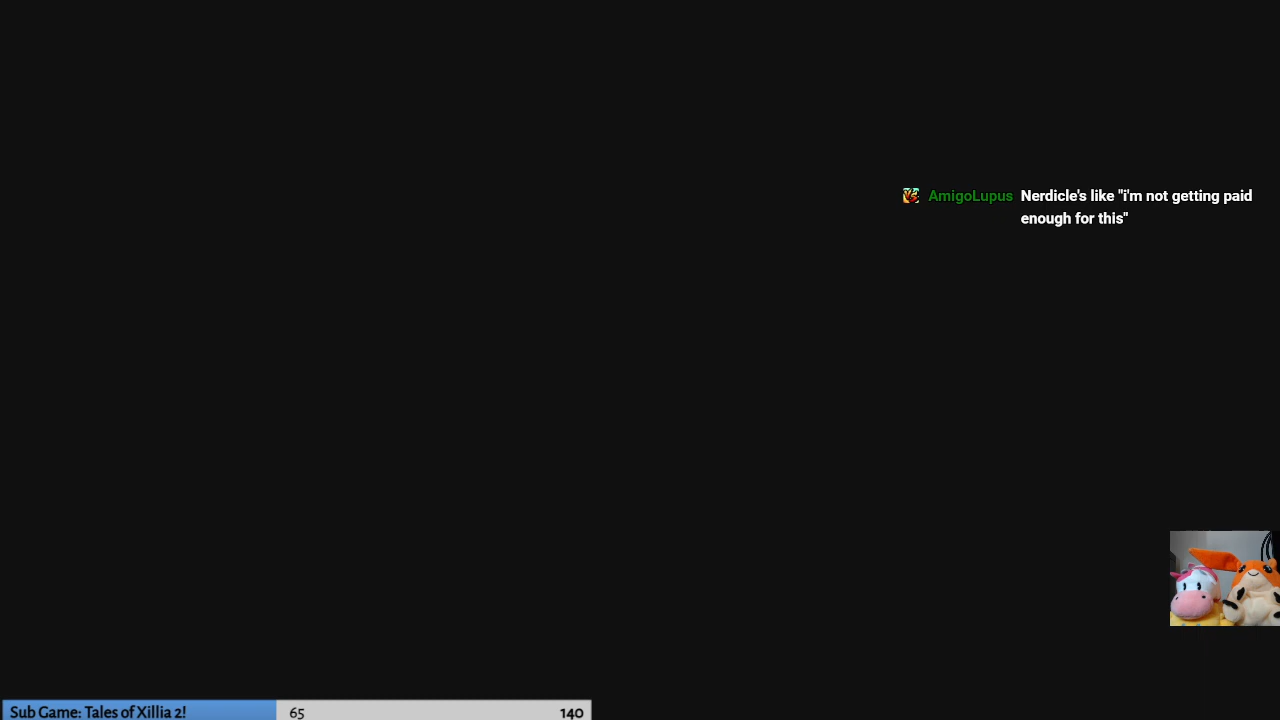 AmigoLupus Nerdicle's like "i'm not getting paid
enough for this"
Sub Game: Tales of Xillia 2! 65 140